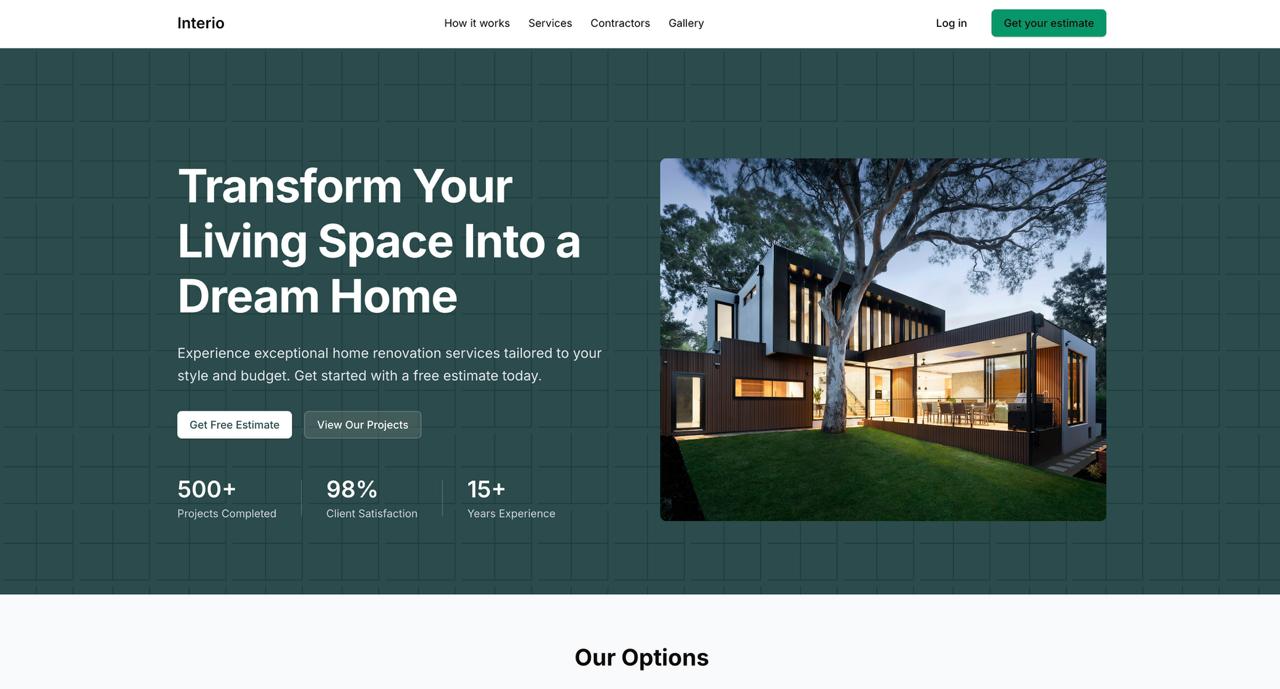 Interio
How it works
Services
Contractors
Gallery
Log in
Get your estimate
Transform Your
Living Space Into a
Dream Home
Experience exceptional home renovation services tailored to your
style and budget. Get started with a free estimate today.
Get Free Estimate
View Our Projects
500+
Projects Completed
98%
Client Satisfaction
15+
Years Experience
Our Options